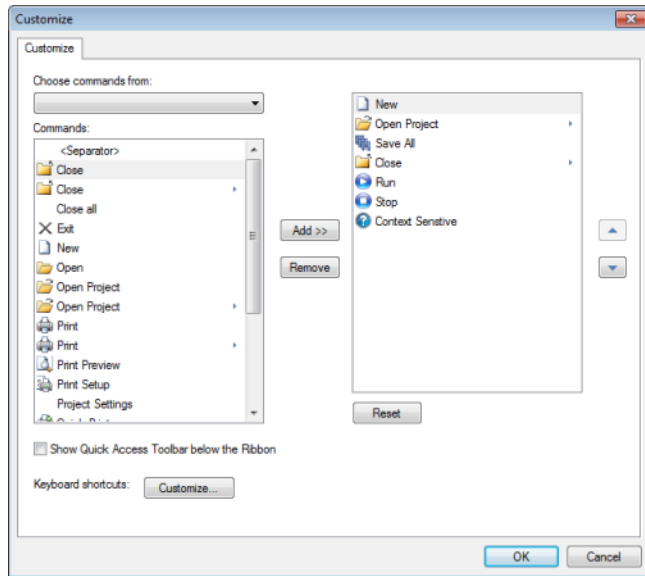 Customize
Customize
Choose commands from:
Commands:
<Separator>
Close
Close
Close all
Exit
New
Open
Open Project
Open Project
Print
Print
Print Preview
Print Setup
Project Settings
Add >>
Remove
New
Open Project
Save All
Close
Run
Stop
Context Senstive
Reset
Show Quick Access Toolbar below the Ribbon
Keyboard shortcuts:
Customize...
OK
Cancel